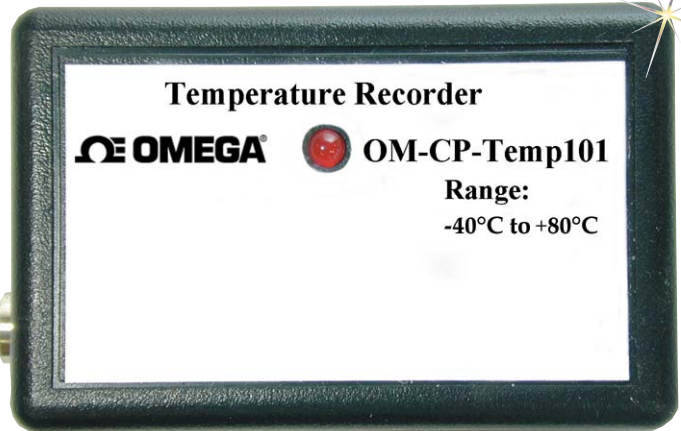 Temperature Recorder
OMEGA®
OM-CP-Temp101
Range:
-40°C to +80°C